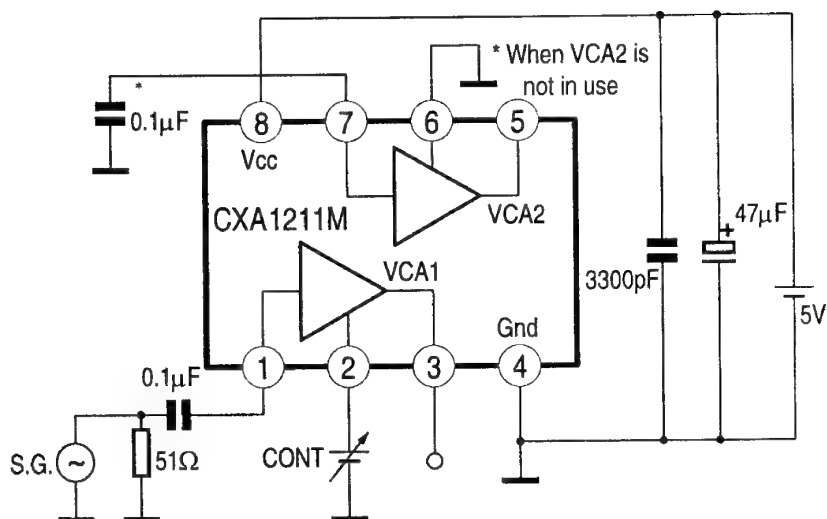 * When VCA2 is
not in use
*
0.1μF
8
7
6
5
Vcc
VCA2
CXA1211M
47μF
+
VCA1
3300pF
5V
Gnd
1
2
3
4
0.1μF
S.G.
~
51Ω
CONT